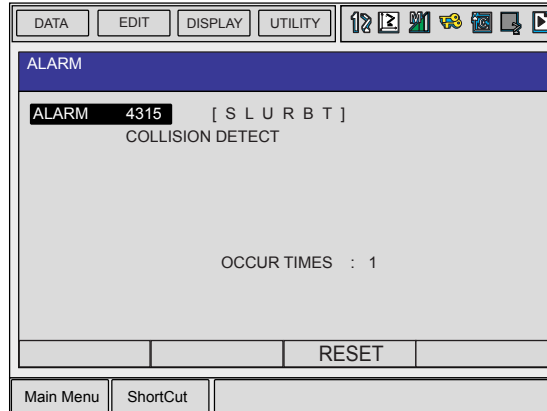 DATA EDIT DISPLAY UTILITY
ALARM
ALARM 4315 [ S L U R B T ]
COLLISION DETECT
OCCUR TIMES : 1
RESET
Main Menu ShortCut